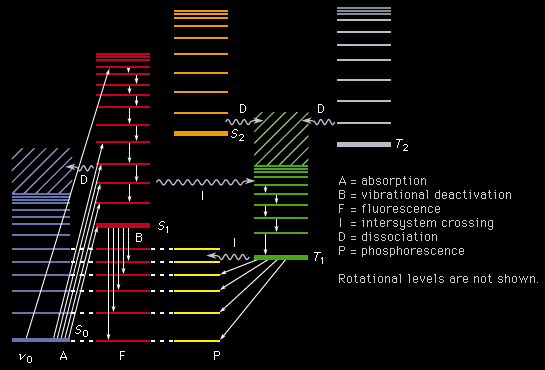 D
D
S2
T2
D
I
A = absorption
B = vibrational deactivation
F = fluorescence
I = intersystem crossing
D = dissociation
P = phosphorescence
S1
B
I
T1
Rotational levels are not shown.
S0
ν0
A
F
P